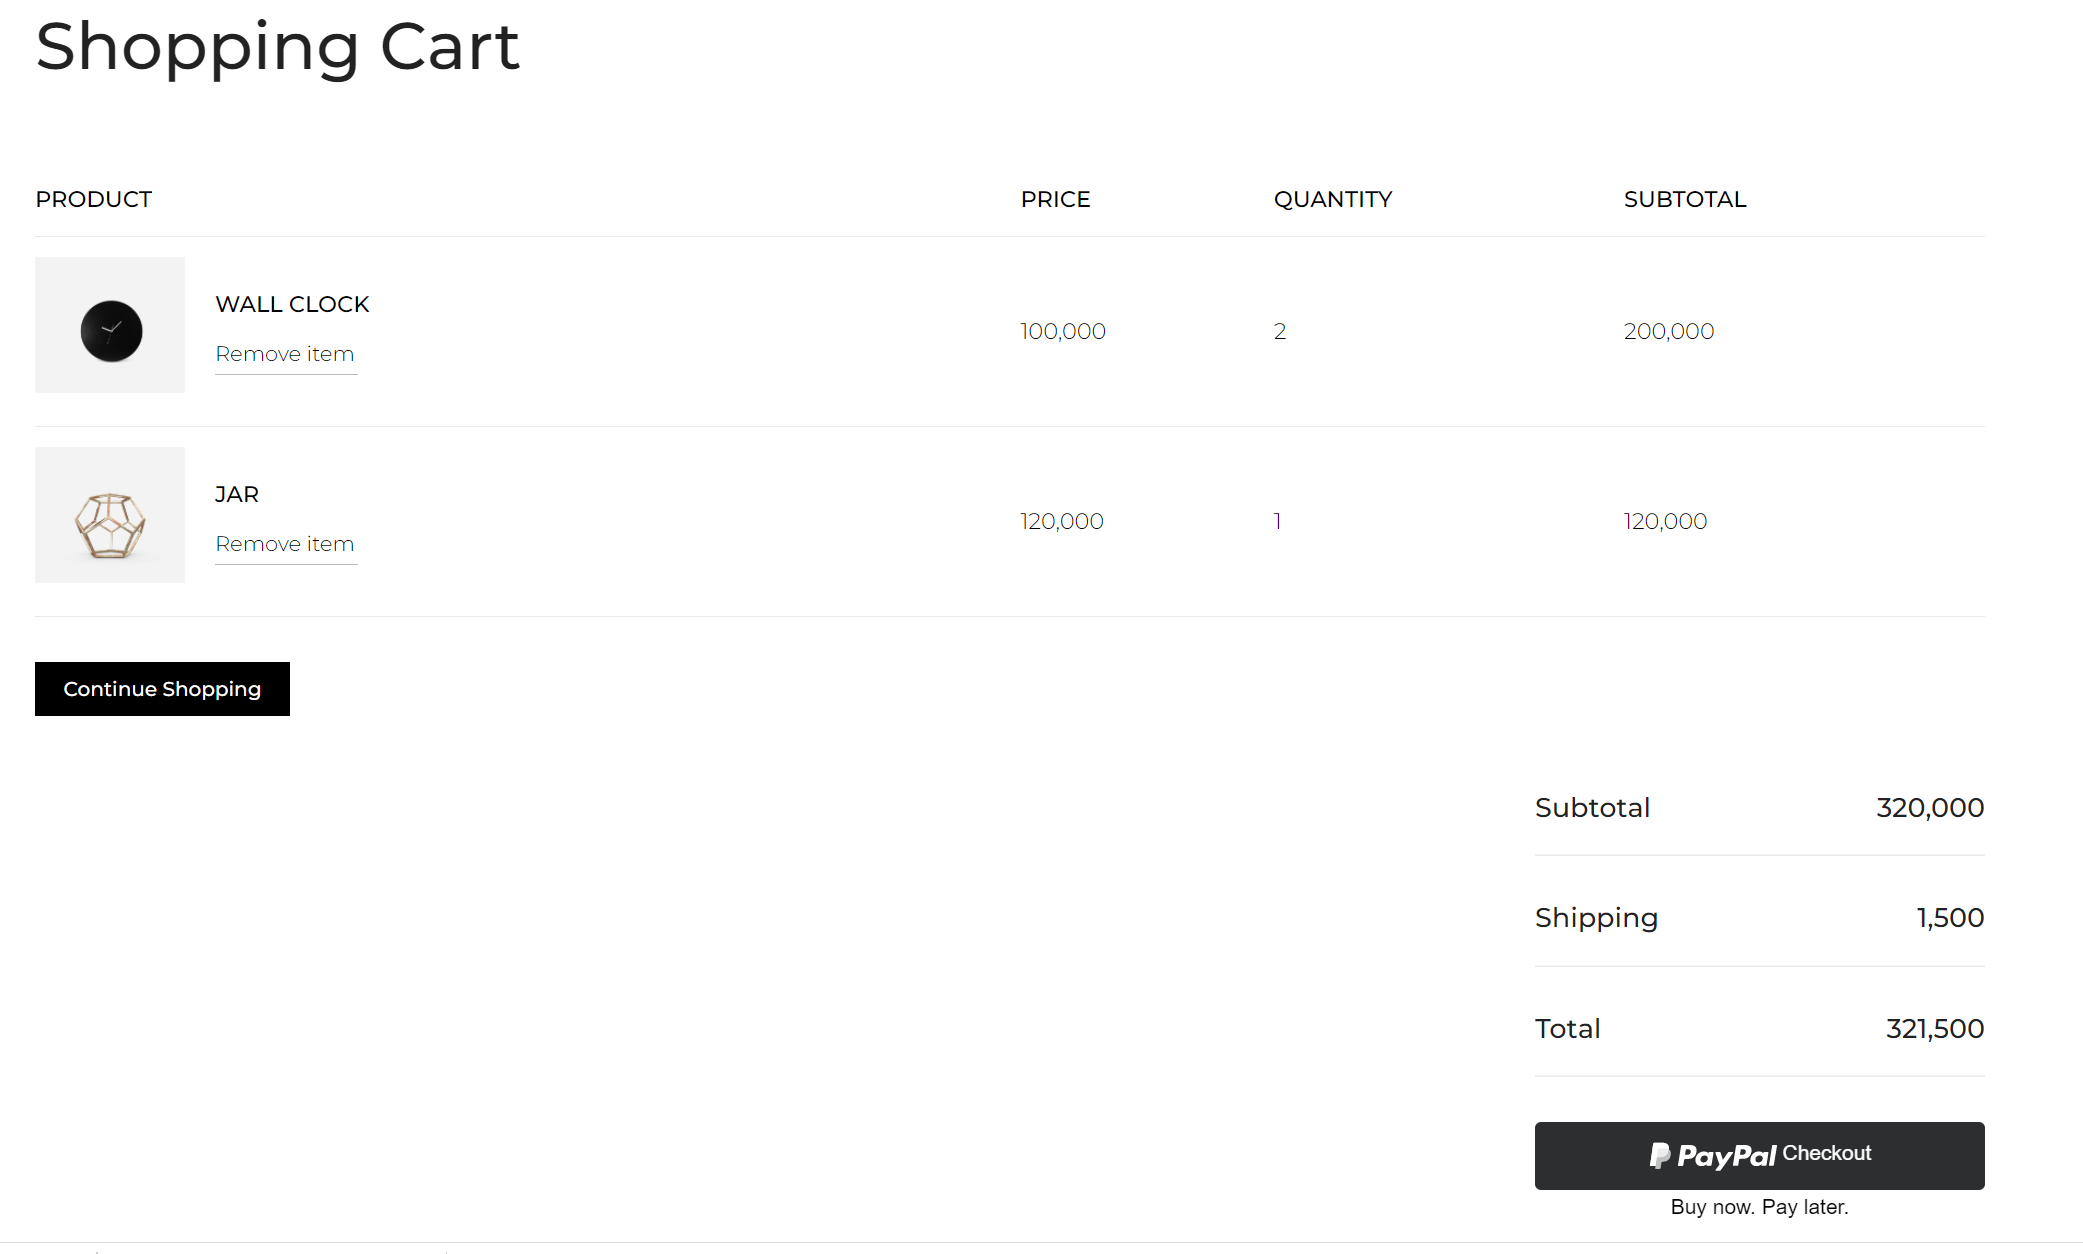 Shopping Cart
PRODUCT PRICE QUANTITY SUBTOTAL
WALL CLOCK
Remove item
100,000 2 200,000
JAR
Remove item
120,000 1 120,000
Continue Shopping
Subtotal 320,000
Shipping 1,500
Total 321,500
PayPal Checkout
Buy now. Pay later.